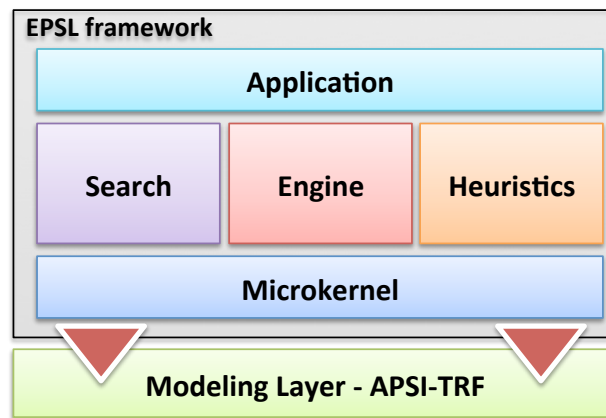 EPSL framework
Application
Search
Engine
Heuristics
Microkernel
Modeling Layer - APSI-TRF